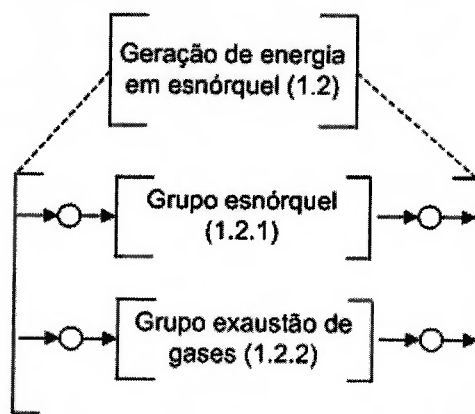 Geração de energia
em esnórquel (1.2)
Grupo esnórquel
(1.2.1)
Grupo exaustão de
gases (1.2.2)